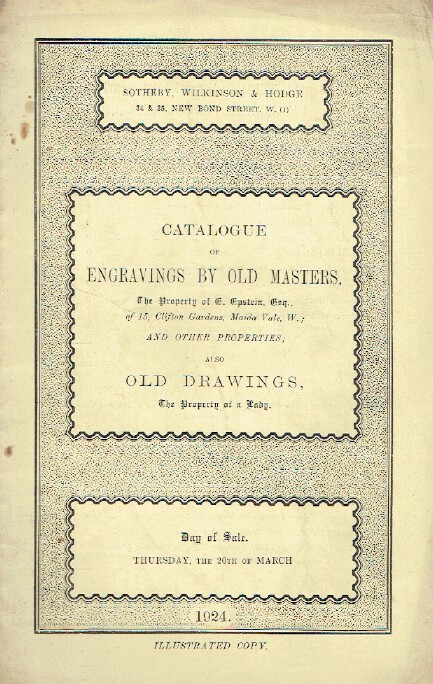 SOTHEBY, WILKINSON & HODGE
34 & 35, NEW BOND STREET. W. (1)
CATALOGUE
OF
ENGRAVINGS BY OLD MASTERS,
The Property of E. Epstein, Esq.,
of 15, Clifton Gardens, Maida Vale, W.;
AND OTHER PROPERTIES;
ALSO
OLD DRAWINGS,
The Property of a Lady.
Day of Sale.
THURSDAY, THE 20TH OF MARCH
1924.
ILLUSTRATED COPY.